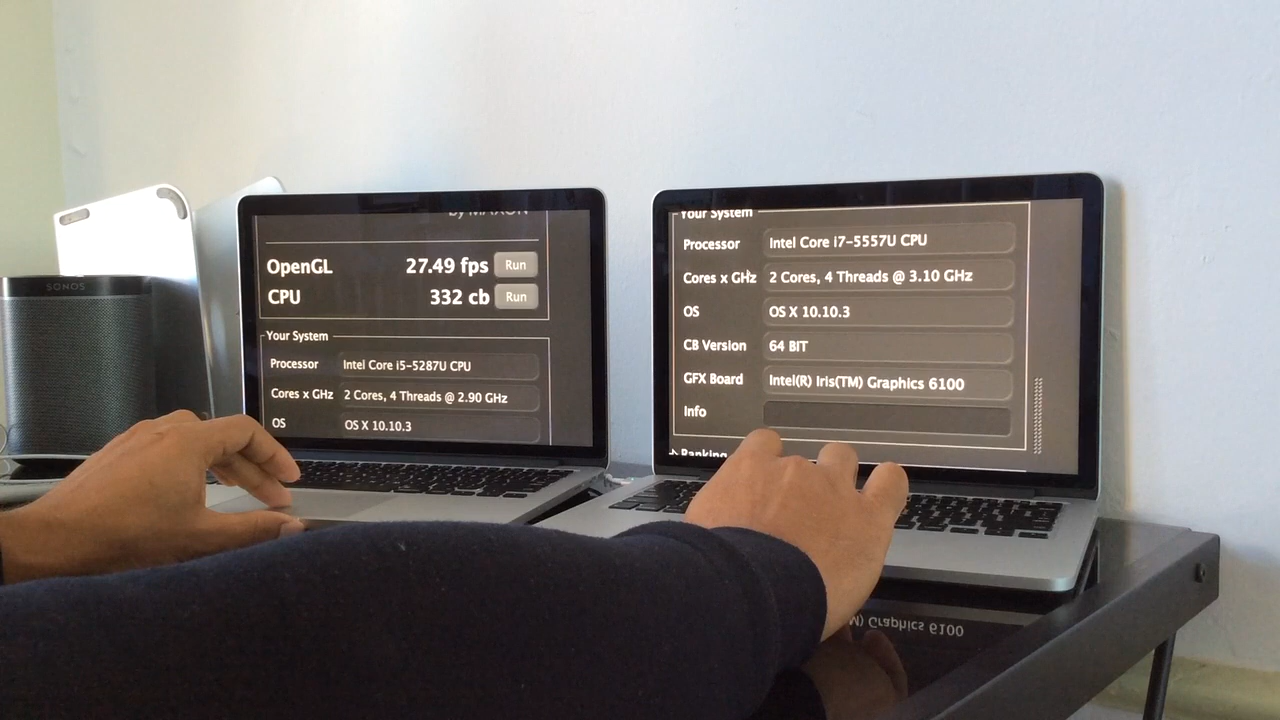 SONOS
by MAXON
OpenGL 27.49 fps Run
CPU 332 cb Run
Your System
Processor Intel Core i5-5287U CPU
Cores x GHz 2 Cores, 4 Threads @ 2.90 GHz
OS OS X 10.10.3
Your System
Processor Intel Core i7-5557U CPU
Cores x GHz 2 Cores, 4 Threads @ 3.10 GHz
OS OS X 10.10.3
CB Version 64 BIT
GFX Board Intel(R) Iris(TM) Graphics 6100
Info
Ranking
M) Graphics 6100